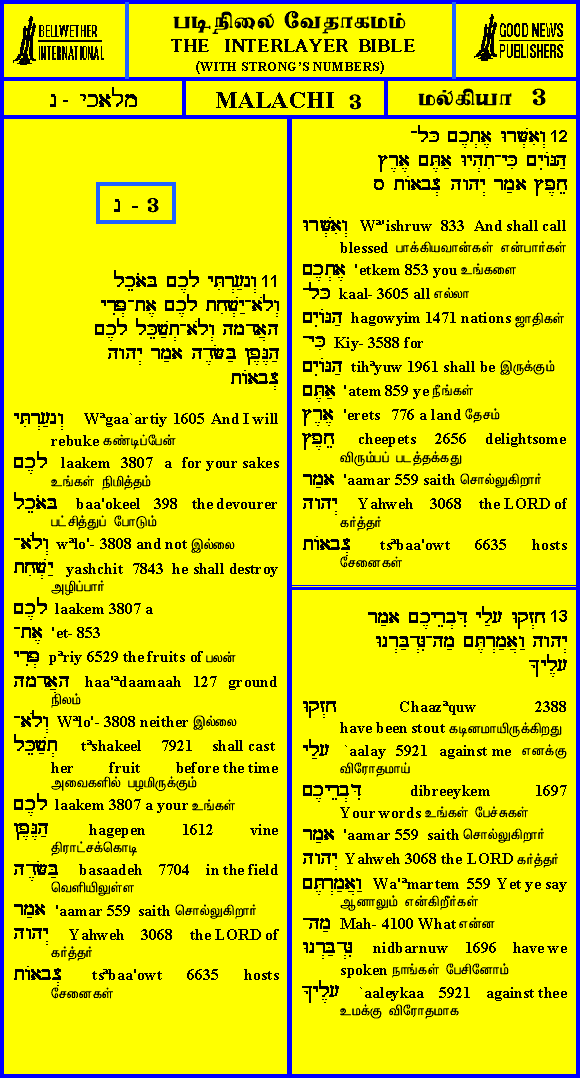 BELLWETHER
INTERNATIONAL
படிநிலை வேதாகமம்
THE INTERLAYER BIBLE
(WITH STRONG'S NUMBERS)
GOOD NEWS
PUBLISHERS
מלאכי - נ
MALACHI 3
மல்கியா 3
נ - 3
11 וְגָעַרְתִּי לָכֶם בּאֹכֵל
וְלֹא־יַשְׁחִת לָכֶם אֶת־פְּרִי
הָאֲדָמָה וְלֹא־תְשַׁכֵּל לָכֶם
הַגֶּפֶן בַּשָּׂדֶה אָמַר יְהוָה
צְבָאוֹת
וְגָעַרְתִּי Wªgaa`artiy 1605 And I will
rebuke கண்டிப்பேன்
לָכֶם laakem 3807 a for your sakes
உங்கள் நிமித்தம்
בּאֹכֵל baa'okeel 398 the devourer
பட்சித்துப் போடும்
וְלֹא־ wªlo'- 3808 and not இல்லை
יַשְׁחִת yashchit 7843 he shall destroy
அழிப்பார்
לָכֶם laakem 3807 a
אֶת־ 'et- 853
פְּרִי pªriy 6529 the fruits of பலன்
הָאֲדָמָה haa'ªdaamaah 127 ground
நிலம்
וְלֹא־ Wªlo'- 3808 neither இல்லை
תְשַׁכֵּל tªshakeel 7921 shall cast
her fruit before the time
அவைகளில் பழமிருக்கும்
לָכֶם laakem 3807 a your உங்கள்
הַגֶּפֶן hagepen 1612 vine
திராட்சக்கொடி
בַּשָּׂדֶה basaadeh 7704 in the field
வெளியிலுள்ள
אָמַר 'aamar 559 saith சொல்லுகிறார்
יְהוָה Yahweh 3068 the LORD of
கர்த்தர்
צְבָאוֹת tsªbaa'owt 6635 hosts
சேனைகள்
12 וְאִשְּׁרוּ אֶתְכֶם כָּל־
הַגּוֹיִם כִּי־תִהְיוּ אַתֶּם אֶרֶץ
חֵפֶץ אָמַר יְהוָה צְבָאוֹת ס
וְאִשְּׁרוּ Wª'ishruw 833 And shall call
blessed பாக்கியவான்கள் என்பார்கள்
אֶתְכֶם 'etkem 853 you உங்களை
כָּל־ kaal- 3605 all எல்லா
הַגּוֹיִם hagowyim 1471 nations ஜாதிகள்
כִּי־ Kiy- 3588 for
הַגּוֹיִם tihªyuw 1961 shall be இருக்கும்
אַתֶּם 'atem 859 ye நீங்கள்
אֶרֶץ 'erets 776 a land தேசம்
חֵפֶץ cheepets 2656 delightsome
விரும்பப் படத்தக்கது
אָמַר 'aamar 559 saith சொல்லுகிறார்
יְהוָה Yahweh 3068 the LORD of
கர்த்தர்
צְבָאוֹת tsªbaa'owt 6635 hosts
சேனைகள்
13 חָזְקוּ עָלַי דִּבְרֵיכֶם אָמַר
יְהוָה וַאֲמַרְתֶּם מַה־נִּדְבַּרְנוּ
עָלֶיךָ
חָזְקוּ Chaazªquw 2388
have been stout கடினமாயிருக்கிறது
עָלַי `aalay 5921 against me எனக்கு
விரோதமாய்
דִּבְרֵיכֶם dibreeykem 1697
Your words உங்கள் பேச்சுகள்
אָמַר 'aamar 559 saith சொல்லுகிறார்
יְהוָה Yahweh 3068 the LORD கர்த்தர்
וַאֲמַרְתֶּם Wa'ªmartem 559 Yet ye say
ஆனாலும் என்கிறீர்கள்
מַה־ Mah- 4100 What என்ன
נִּדְבַּרְנוּ nidbarnuw 1696 have we
spoken நாங்கள் பேசினோம்
עָלֶיךָ `aaleykaa 5921 against thee
உமக்கு விரோதமாக